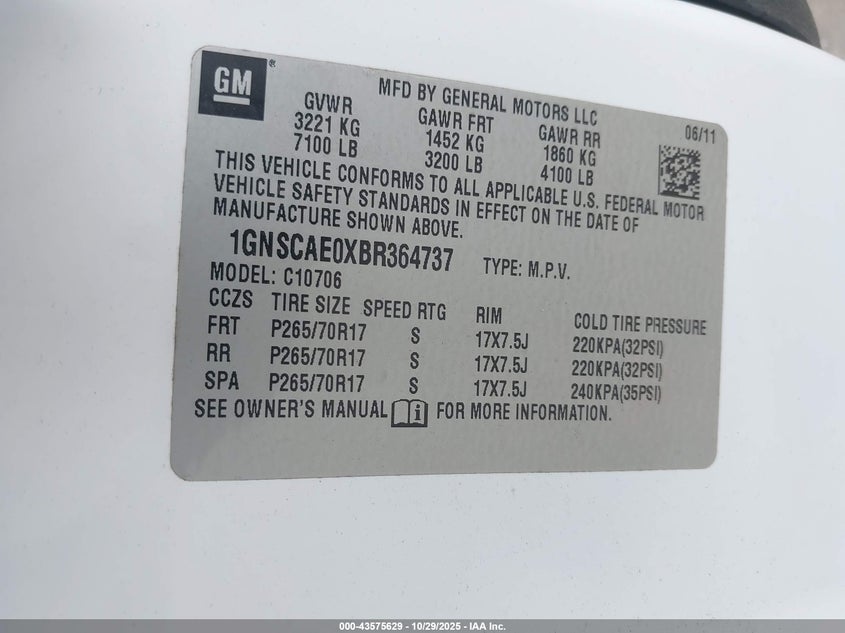 GM®
MFD BY GENERAL MOTORS LLC
06/11
GVWR GAWR FRT GAWR RR
3221 KG 1452 KG 1860 KG
7100 LB 3200 LB 4100 LB
THIS VEHICLE CONFORMS TO ALL APPLICABLE U.S. FEDERAL MOTOR
VEHICLE SAFETY STANDARDS IN EFFECT ON THE DATE OF
MANUFACTURE SHOWN ABOVE.
1GNSCAE0XBR364737 TYPE: M.P.V.
MODEL: C10706
CCZS TIRE SIZE SPEED RTG RIM COLD TIRE PRESSURE
FRT P265/70R17 S 17X7.5J 220KPA(32PSI)
RR P265/70R17 S 17X7.5J 220KPA(32PSI)
SPA P265/70R17 S 17X7.5J 240KPA(35PSI)
SEE OWNER'S MANUAL i FOR MORE INFORMATION.
000-43575629 - 10/29/2025 - IAA Inc.